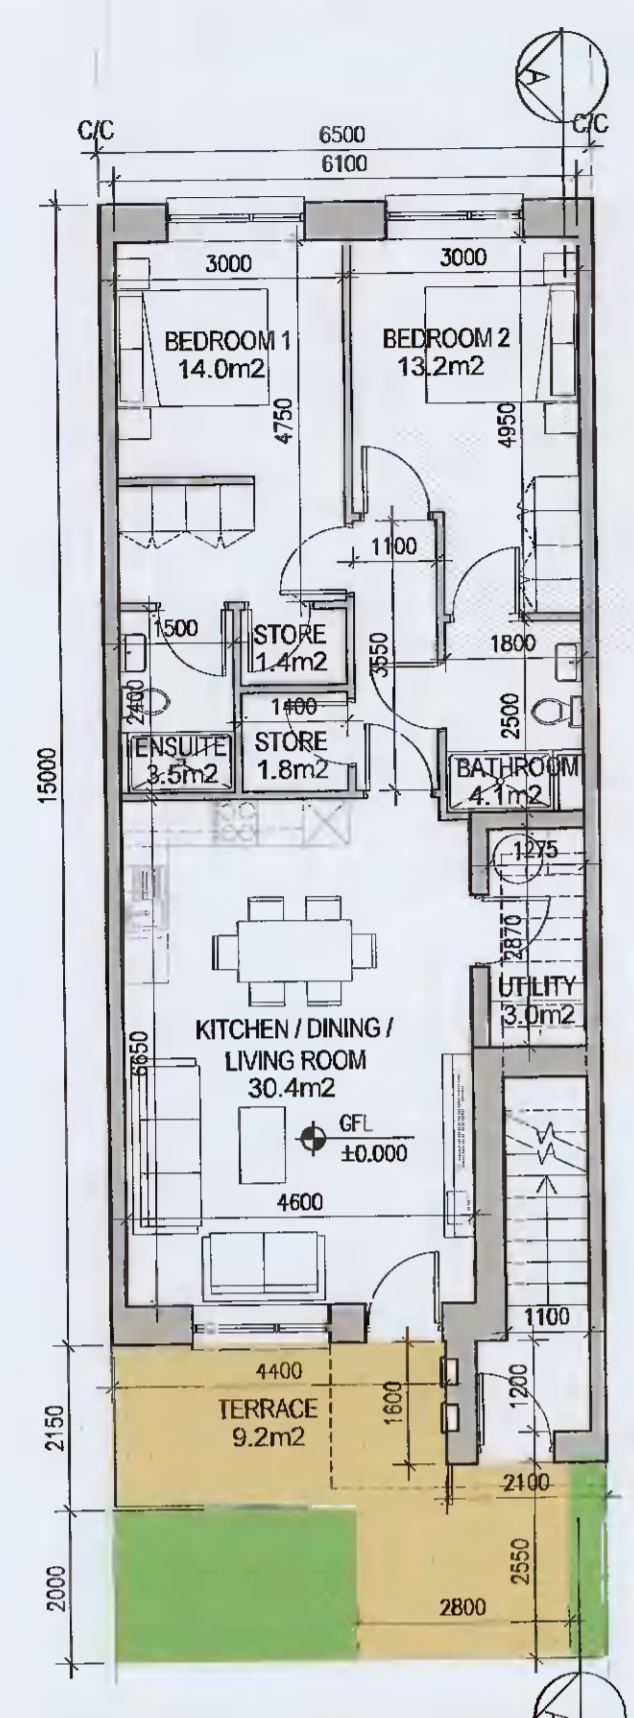 A
C/C
C/C
6500
6100
3000
3000
BEDROOM 1
14.0m2
BEDROOM 2
13.2m2
4750
4950
1100
1500
STORE
1.4m2
3550
1800
2400
1400
2500
STORE
1.8m2
ENSUITE
3.5m2
BATHROOM
4.1m2
15000
1275
2870
UTILITY
3.0m2
KITCHEN / DINING /
LIVING ROOM
30.4m2
6650
GFL
±0.000
4600
1100
4400
TERRACE
9.2m2
1600
1200
2150
2100
2550
2000
2800